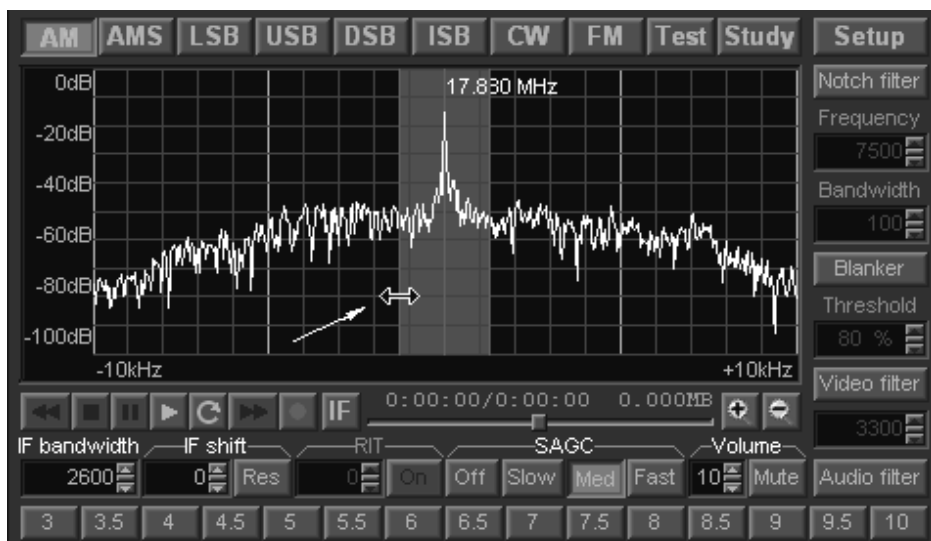 AM AMS LSB USB DSB ISB CW FM Test Study Setup
0dB
17.830 MHz
Notch filter
Frequency
-20dB
7500
-40dB
Bandwidth
-60dB
100
Blanker
-80dB
Threshold
-100dB
80 %
-10kHz +10kHz
Video filter
IF 0:00:00/0:00:00 0.000MB
3300
IF bandwidth IF shift RIT SAGC Volume
2600 0 Res 0 On Off Slow Med Fast 10 Mute Audio filter
3 3.5 4 4.5 5 5.5 6 6.5 7 7.5 8 8.5 9 9.5 10